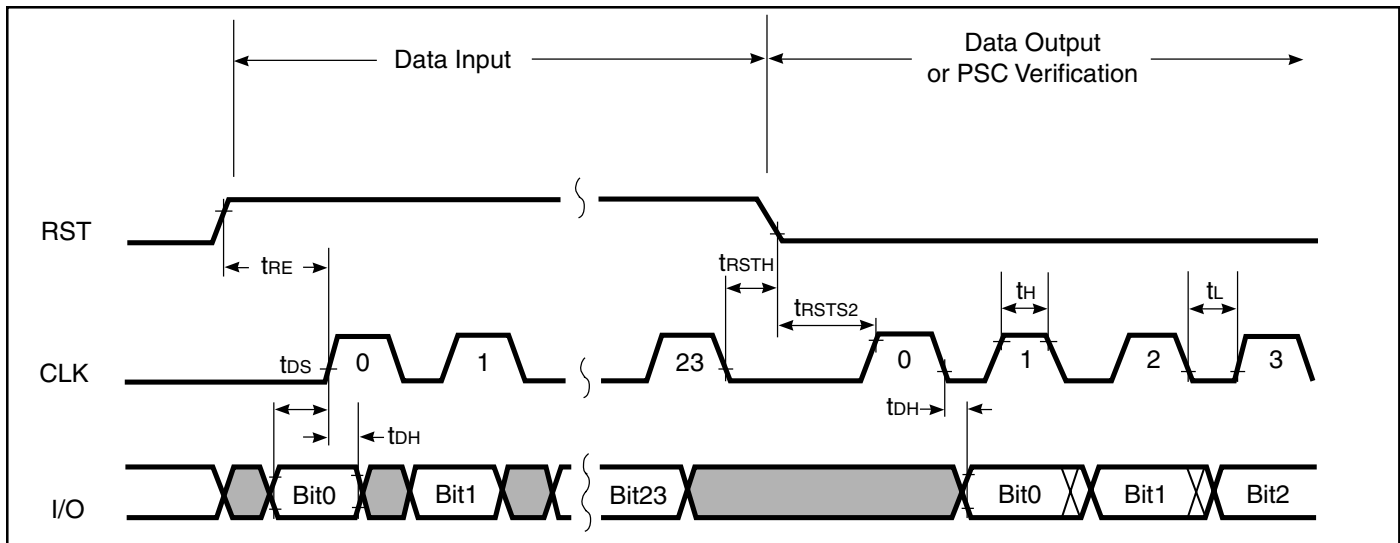 Data Input
Data Output
or PSC Verification
RST
tRE
tRSTH
tRSTS2
tH
tL
CLK
tDS
0
1
23
0
1
2
3
tDH
tDH
I/O
Bit0
Bit1
Bit23
Bit0
Bit1
Bit2